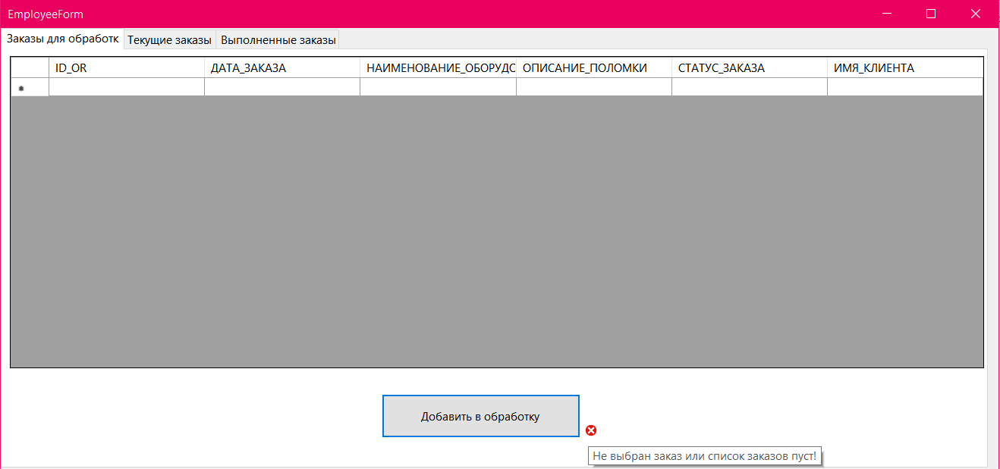 EmployeeForm
Заказы для обработк Текущие заказы Выполненные заказы
ID_OR ДАТА_ЗАКАЗА НАИМЕНОВАНИЕ_ОБОРУДС ОПИСАНИЕ_ПОЛОМКИ СТАТУС_ЗАКАЗА ИМЯ_КЛИЕНТА
Добавить в обработку
Не выбран заказ или список заказов пуст!